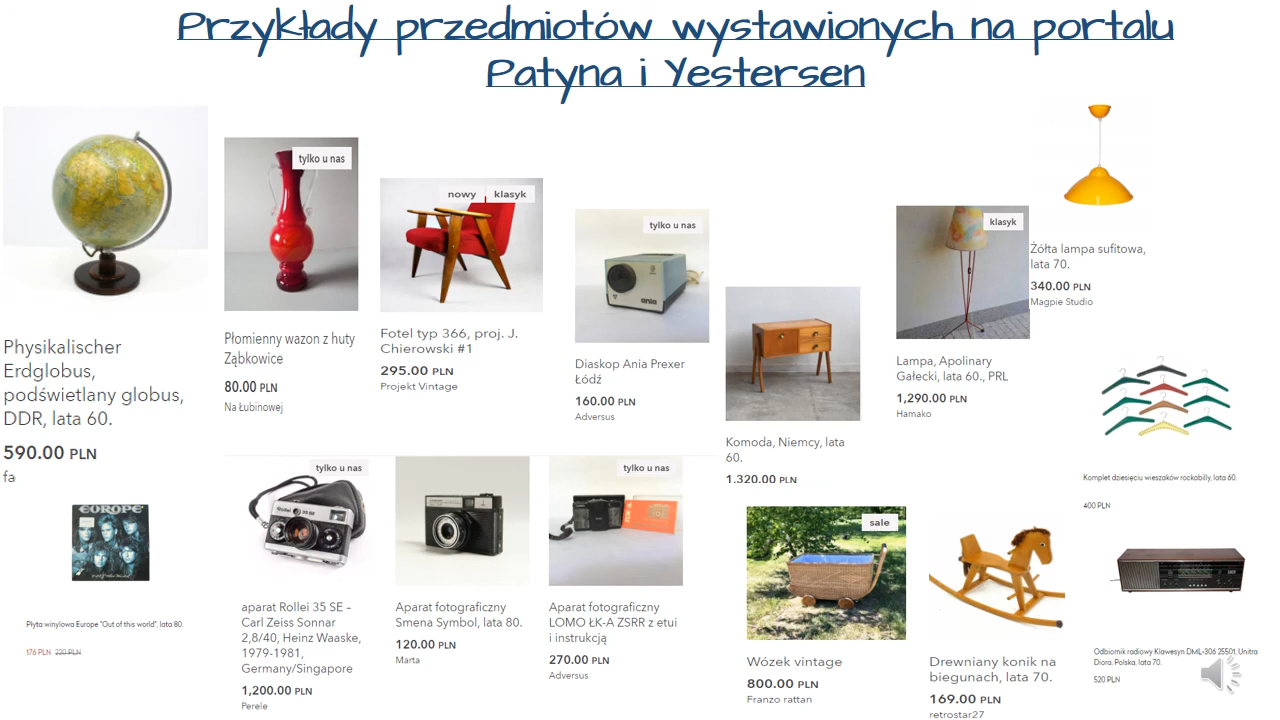 Przykłady przedmiotów wystawionych na portalu
Patyna i Yestersen
Physikalischer
Erdglobus,
podświetlany globus,
DDR, lata 60.
590.00 PLN
fa
tylko u nas
Płomienny wazon z huty
Ząbkowice
80.00 PLN
Na Łubinowej
nowy klasyk
Fotel typ 366, proj. J.
Chierowski #1
295.00 PLN
Projekt Vintage
tylko u nas
ania
Diaskop Ania Prexer
Łódź
160.00 PLN
Adversus
Komoda, Niemcy, lata
60.
1.320.00 PLN
klasyk
Lampa, Apolinary
Gałecki, lata 60., PRL
1,290.00 PLN
Hamako
Żółta lampa sufitowa,
lata 70.
340.00 PLN
Magpie Studio
Komplet dziesięciu wieszaków rockabilly, lata 60.
400 PLN
EUROPE
Płyta winylowa Europe "Out of this world", lata 80.
176 PLN 220 PLN
tylko u nas
Rollei 35 SE
aparat Rollei 35 SE –
Carl Zeiss Sonnar
2,8/40, Heinz Waaske,
1979-1981,
Germany/Singapore
1,200.00 PLN
Perele
Aparat fotograficzny
Smena Symbol, lata 80.
120.00 PLN
Marta
tylko u nas
Aparat fotograficzny
LOMO ŁK-A ZSRR z etui
i instrukcją
270.00 PLN
Adversus
sale
Wózek vintage
800.00 PLN
Franzo rattan
Drewniany konik na
biegunach, lata 70.
169.00 PLN
retrostar27
Odbiornik radiowy Klawesyn DML-306 25501, Unitra
Diora, Polska, lata 70.
520 PLN